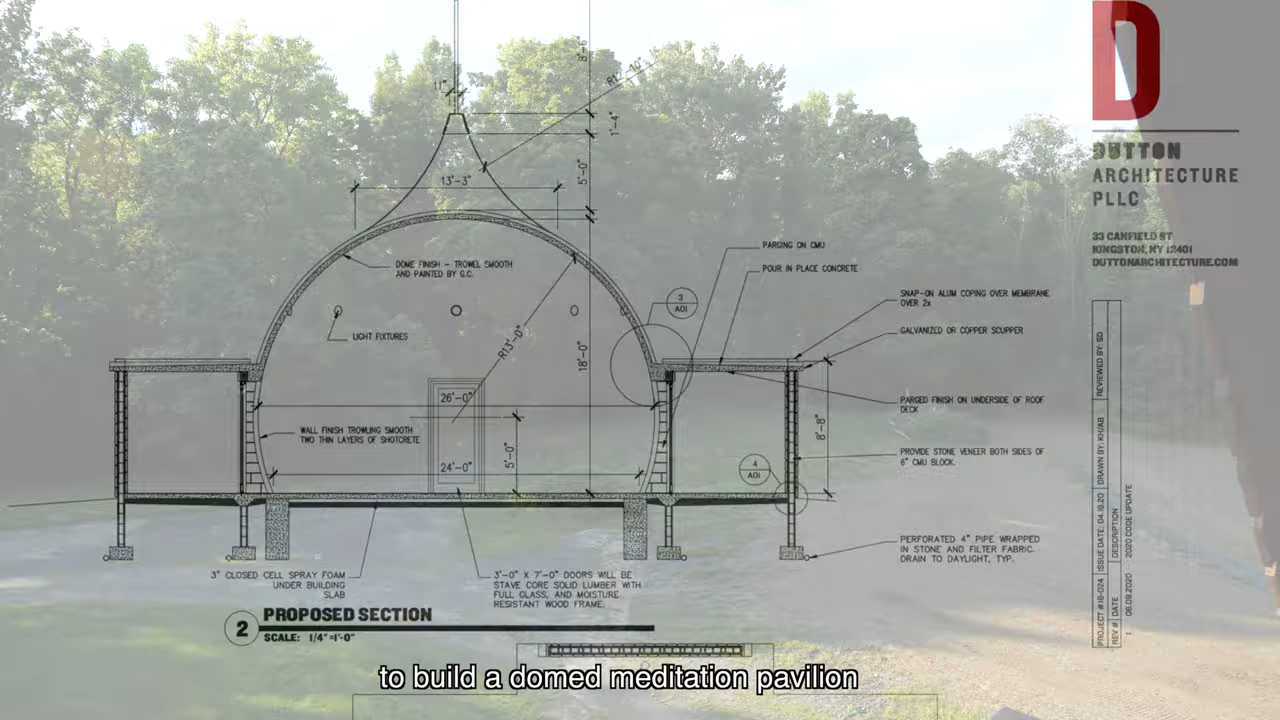 D
DUTTON
ARCHITECTURE
PLLC
33 CANFIELD ST
KINGSTON, NY 12401
DUTTONARCHITECTURE.COM
8'-6"
11"
1'-4"
5'-0"
13'-3"
DOME FINISH - TROWEL SMOOTH
AND PAINTED BY G.C.
LIGHT FIXTURES
R13'-0"
18'-0"
3
A01
PARGING ON CMU
POUR IN PLACE CONCRETE
SNAP-ON ALUM COPING OVER MEMBRANE
OVER 2x
GALVANIZED OR COPPER SCUPPER
PARGED FINISH ON UNDERSIDE OF ROOF
DECK
26'-0"
WALL FINISH TROWLING SMOOTH
TWO THIN LAYERS OF SHOTCRETE
24'-0"
5'-0"
8'-8"
4
A01
PROVIDE STONE VENEER BOTH SIDES OF
6" CMU BLOCK.
PERFORATED 4" PIPE WRAPPED
IN STONE AND FILTER FABRIC.
DRAIN TO DAYLIGHT, TYP.
3" CLOSED CELL SPRAY FOAM
UNDER BUILDING
SLAB
3'-0" X 7'-0" DOORS WILL BE
STAVE CORE SOLID LUMBER WITH
FULL GLASS, AND MOISTURE
RESISTANT WOOD FRAME.
2
PROPOSED SECTION
SCALE: 1/4"=1'-0"
PROJECT #18-024 ISSUE DATE: 04.18.20 DRAWN BY: KH/AB REVIEWED BY: SD
REV # DATE DESCRIPTION
1 06.09.2020 2020 CODE UPDATE
to build a domed meditation pavilion